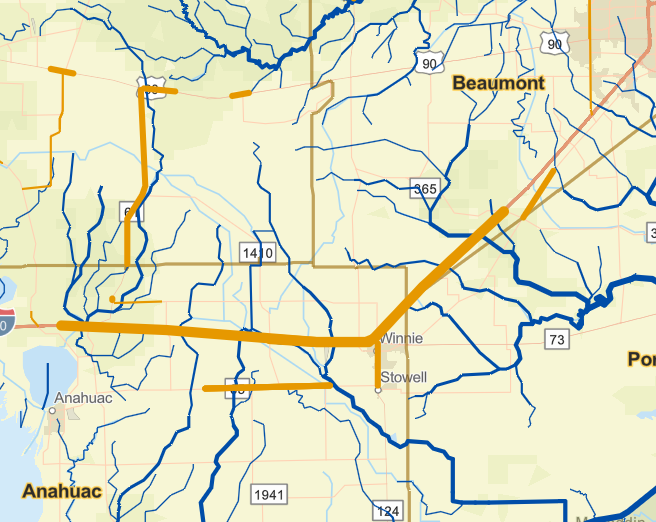 90
90
Beaumont
365
1410
73
Winnie
Stowell
Anahuac
Anahuac
1941
124